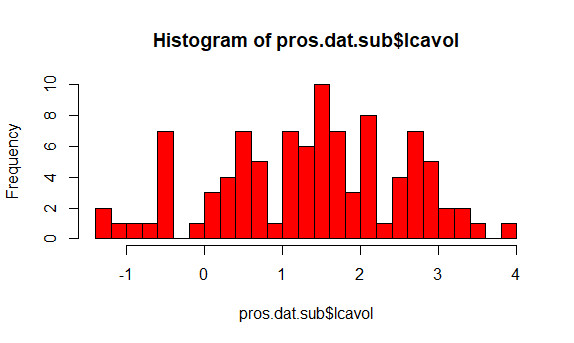 Histogram of pros.dat.sub$lcavol
Frequency
10
8
6
4
2
0
-1 0 1 2 3 4
pros.dat.sub$lcavol